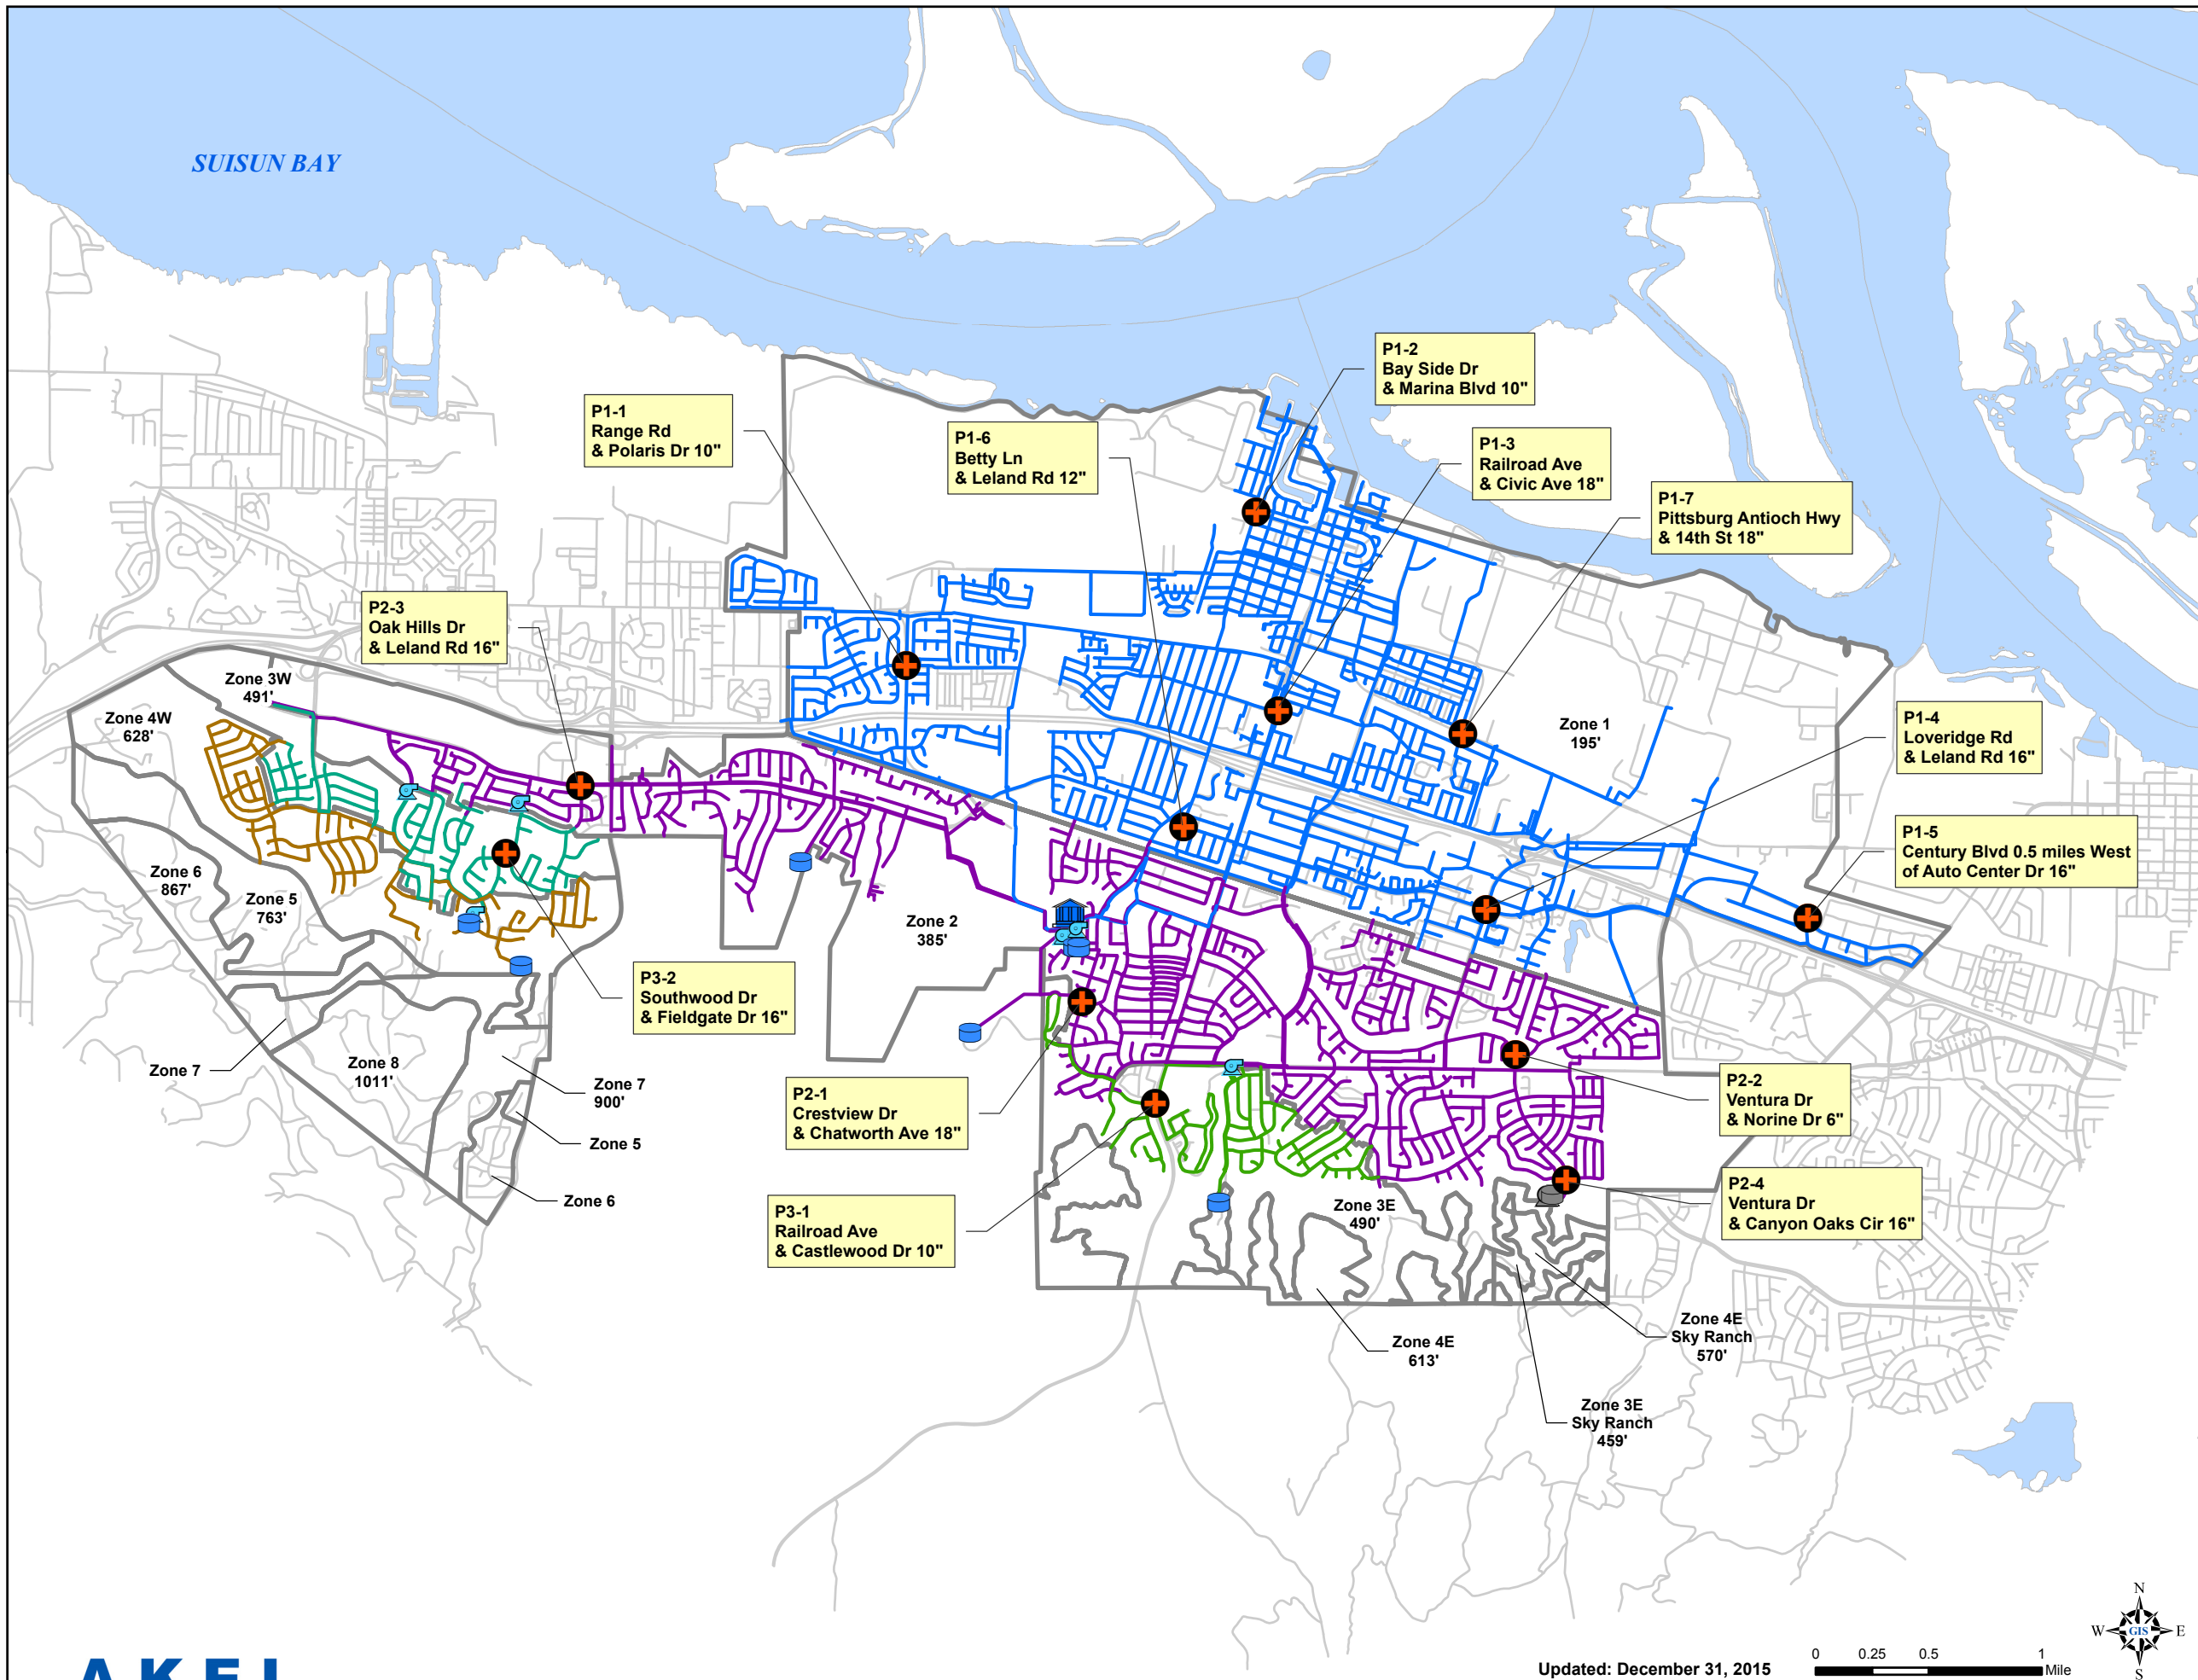 SUISUN BAY
P1-2
Bay Side Dr
& Marina Blvd 10"
P1-1
Range Rd
& Polaris Dr 10"
P1-6
Betty Ln
& Leland Rd 12"
P1-3
Railroad Ave
& Civic Ave 18"
P1-7
Pittsburg Antioch Hwy
& 14th St 18"
P2-3
Oak Hills Dr
& Leland Rd 16"
Zone 3W
491'
Zone 4W
628'
Zone 1
195'
P1-4
Loveridge Rd
& Leland Rd 16"
P1-5
Century Blvd 0.5 miles West
of Auto Center Dr 16"
Zone 6
867'
Zone 5
763'
Zone 2
385'
P3-2
Southwood Dr
& Fieldgate Dr 16"
Zone 7
Zone 8
1011'
Zone 7
900'
Zone 5
Zone 6
P2-1
Crestview Dr
& Chatworth Ave 18"
P2-2
Ventura Dr
& Norine Dr 6"
P3-1
Railroad Ave
& Castlewood Dr 10"
P2-4
Ventura Dr
& Canyon Oaks Cir 16"
Zone 3E
490'
Zone 4E
613'
Zone 4E
Sky Ranch
570'
Zone 3E
Sky Ranch
459'
AKEL
Updated: December 31, 2015
0 0.25 0.5 1
Mile
N
W GIS E
S